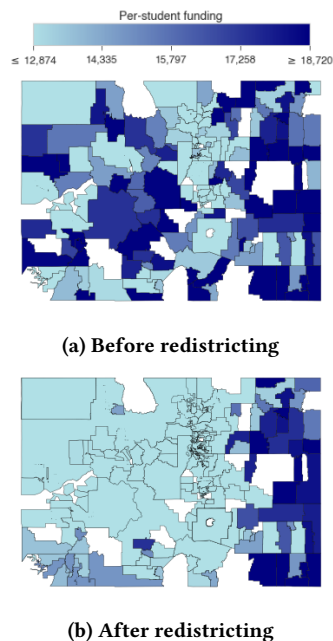 Per-student funding
≤ 12,874 14,335 15,797 17,258 ≥ 18,720
(a) Before redistricting
(b) After redistricting